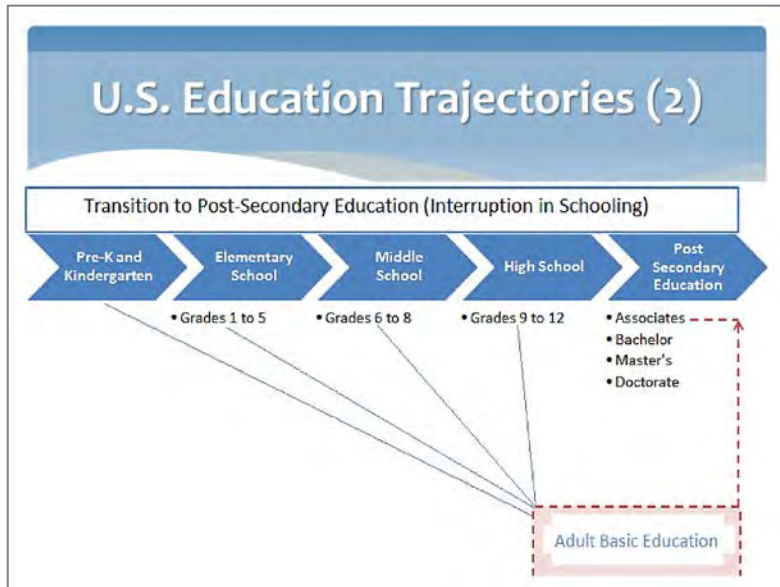 U.S. Education Trajectories (2)
Transition to Post-Secondary Education (Interruption in Schooling)
Pre-K and
Kindergarten
Elementary
School
Middle
School
High School
Post
Secondary
Education
• Grades 1 to 5
• Grades 6 to 8
• Grades 9 to 12
• Associates
• Bachelor
• Master's
• Doctorate
Adult Basic Education